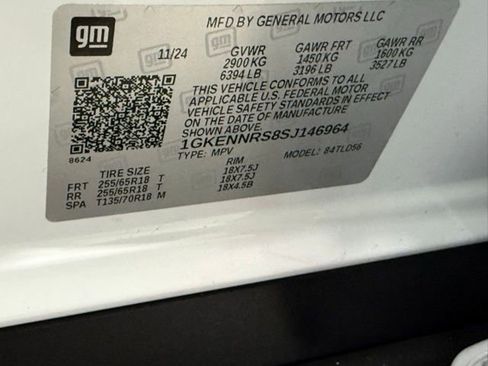 gm
MFD BY GENERAL MOTORS LLC
11/24 GVWR GAWR FRT GAWR RR
2900 KG 1450 KG 1600 KG
6394 LB 3196 LB 3527 LB
THIS VEHICLE CONFORMS TO ALL
APPLICABLE U.S. FEDERAL MOTOR
VEHICLE SAFETY STANDARDS IN EFFECT
ON THE DATE OF MANUFACTURE
SHOWN ABOVE.
1GKENNRS8SJ146964
8624
TYPE: MPV MODEL: 84TLD56
TIRE SIZE RIM
FRT 255/65R18 T 18X7.5J
RR 255/65R18 T 18X7.5J
SPA T135/70R18 M 18X4.5B